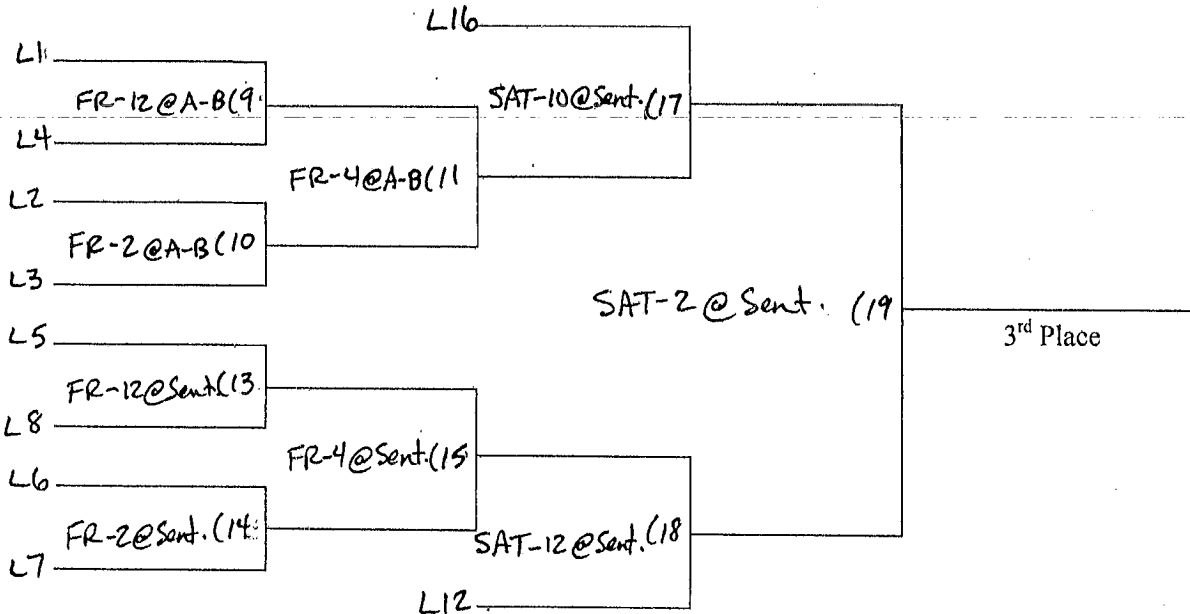 L16
L1
FR-12@A-B(9
SAT-10@Sent.(17
L4
FR-4@A-B(11
L2
FR-2@A-B(10
L3
SAT-2@Sent. (19
3rd Place
L5
FR-12@Sent.(13
L8
FR-4@Sent.(15
L6
FR-2@Sent.(14
SAT-12@Sent.(18
L7
L12